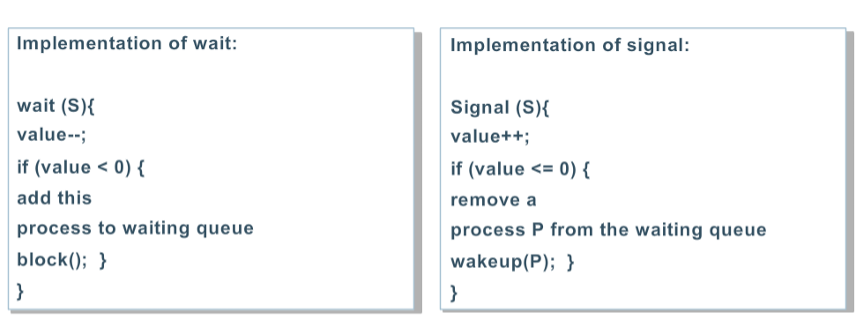 Implementation of wait:
wait (S){
value--;
if (value < 0) {
add this
process to waiting queue
block(); }
}
Implementation of signal:
Signal (S){
value++;
if (value <= 0) {
remove a
process P from the waiting queue
wakeup(P); }
}